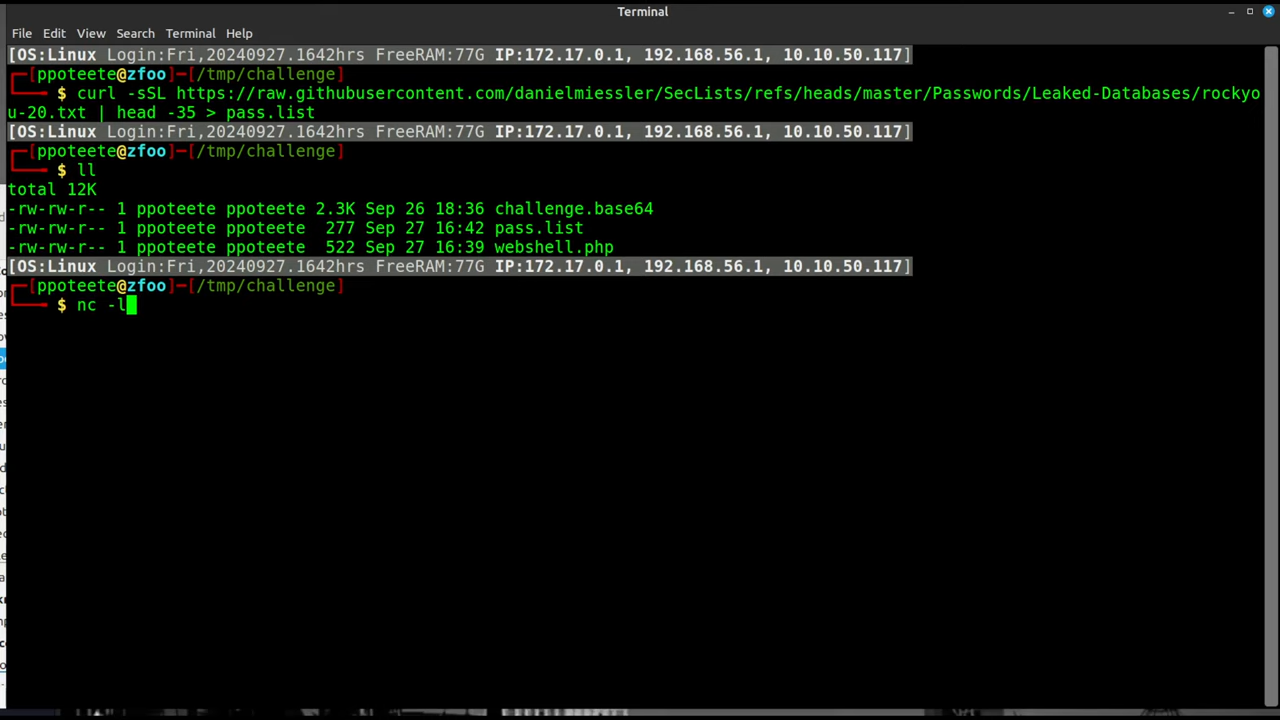 Terminal
File Edit View Search Terminal Help
[OS:Linux Login:Fri,20240927.1642hrs FreeRAM:77G IP:172.17.0.1, 192.168.56.1, 10.10.50.117]
[ppoteete@zfoo]─[/tmp/challenge]
$ curl -sSL https://raw.githubusercontent.com/danielmiessler/SecLists/refs/heads/master/Passwords/Leaked-Databases/rockyo
u-20.txt | head -35 > pass.list
[OS:Linux Login:Fri,20240927.1642hrs FreeRAM:77G IP:172.17.0.1, 192.168.56.1, 10.10.50.117]
[ppoteete@zfoo]─[/tmp/challenge]
$ ll
total 12K
-rw-rw-r-- 1 ppoteete ppoteete 2.3K Sep 26 18:36 challenge.base64
-rw-rw-r-- 1 ppoteete ppoteete  277 Sep 27 16:42 pass.list
-rw-rw-r-- 1 ppoteete ppoteete  522 Sep 27 16:39 webshell.php
[OS:Linux Login:Fri,20240927.1642hrs FreeRAM:77G IP:172.17.0.1, 192.168.56.1, 10.10.50.117]
[ppoteete@zfoo]─[/tmp/challenge]
$ nc -l